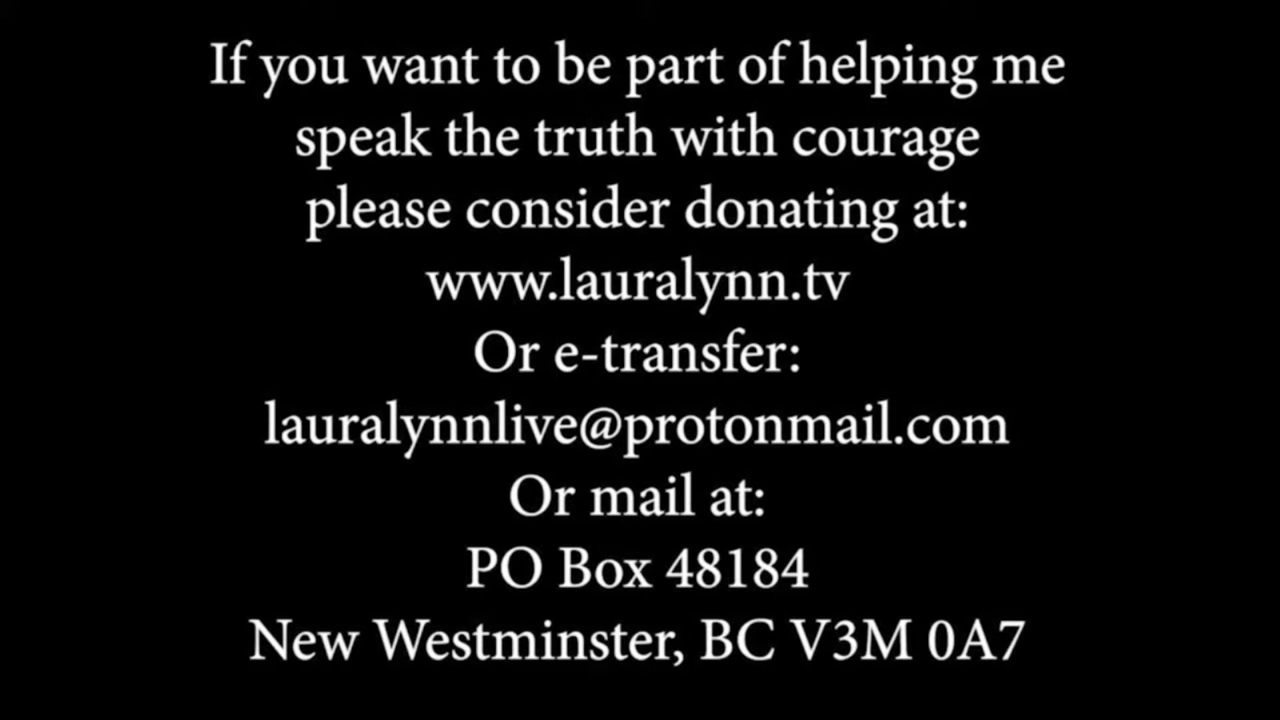 If you want to be part of helping me
speak the truth with courage
please consider donating at:
www.lauralynn.tv
Or e-transfer:
lauralynnlive@protonmail.com
Or mail at:
PO Box 48184
New Westminster, BC V3M 0A7